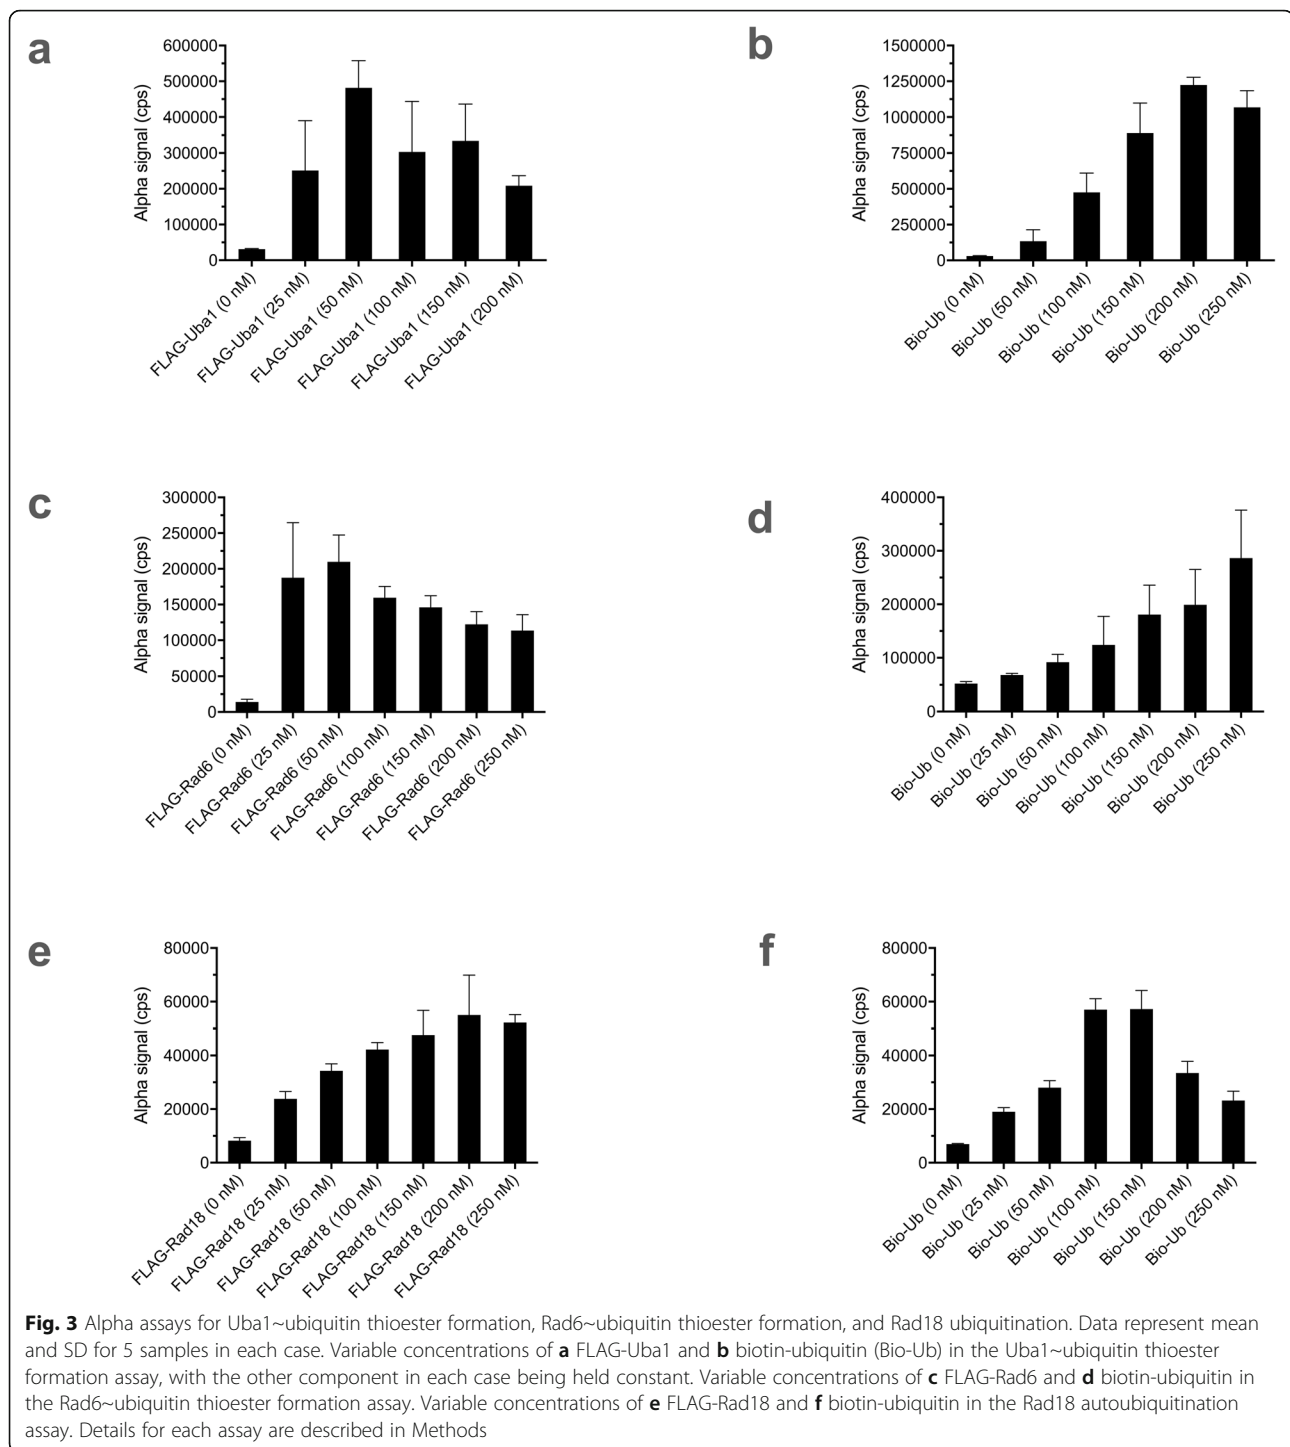 a
600000
500000
400000
300000
200000
100000
0
Alpha signal (cps)
FLAG-Uba1 (0 nM)
FLAG-Uba1 (25 nM)
FLAG-Uba1 (50 nM)
FLAG-Uba1 (100 nM)
FLAG-Uba1 (150 nM)
FLAG-Uba1 (200 nM)
b
1500000
1250000
1000000
750000
500000
250000
0
Alpha signal (cps)
Bio-Ub (0 nM)
Bio-Ub (50 nM)
Bio-Ub (100 nM)
Bio-Ub (150 nM)
Bio-Ub (200 nM)
Bio-Ub (250 nM)
c
300000
250000
200000
150000
100000
50000
0
Alpha signal (cps)
FLAG-Rad6 (0 nM)
FLAG-Rad6 (25 nM)
FLAG-Rad6 (50 nM)
FLAG-Rad6 (100 nM)
FLAG-Rad6 (150 nM)
FLAG-Rad6 (200 nM)
FLAG-Rad6 (250 nM)
d
400000
300000
200000
100000
0
Alpha signal (cps)
Bio-Ub (0 nM)
Bio-Ub (25 nM)
Bio-Ub (50 nM)
Bio-Ub (100 nM)
Bio-Ub (150 nM)
Bio-Ub (200 nM)
Bio-Ub (250 nM)
e
80000
60000
40000
20000
0
Alpha signal (cps)
FLAG-Rad18 (0 nM)
FLAG-Rad18 (25 nM)
FLAG-Rad18 (50 nM)
FLAG-Rad18 (100 nM)
FLAG-Rad18 (150 nM)
FLAG-Rad18 (200 nM)
FLAG-Rad18 (250 nM)
f
80000
60000
40000
20000
0
Alpha signal (cps)
Bio-Ub (0 nM)
Bio-Ub (25 nM)
Bio-Ub (50 nM)
Bio-Ub (100 nM)
Bio-Ub (150 nM)
Bio-Ub (200 nM)
Bio-Ub (250 nM)
Fig. 3 Alpha assays for Uba1~ubiquitin thioester formation, Rad6~ubiquitin thioester formation, and Rad18 ubiquitination. Data represent mean
and SD for 5 samples in each case. Variable concentrations of a FLAG-Uba1 and b biotin-ubiquitin (Bio-Ub) in the Uba1~ubiquitin thioester
formation assay, with the other component in each case being held constant. Variable concentrations of c FLAG-Rad6 and d biotin-ubiquitin in
the Rad6~ubiquitin thioester formation assay. Variable concentrations of e FLAG-Rad18 and f biotin-ubiquitin in the Rad18 autoubiquitination
assay. Details for each assay are described in Methods